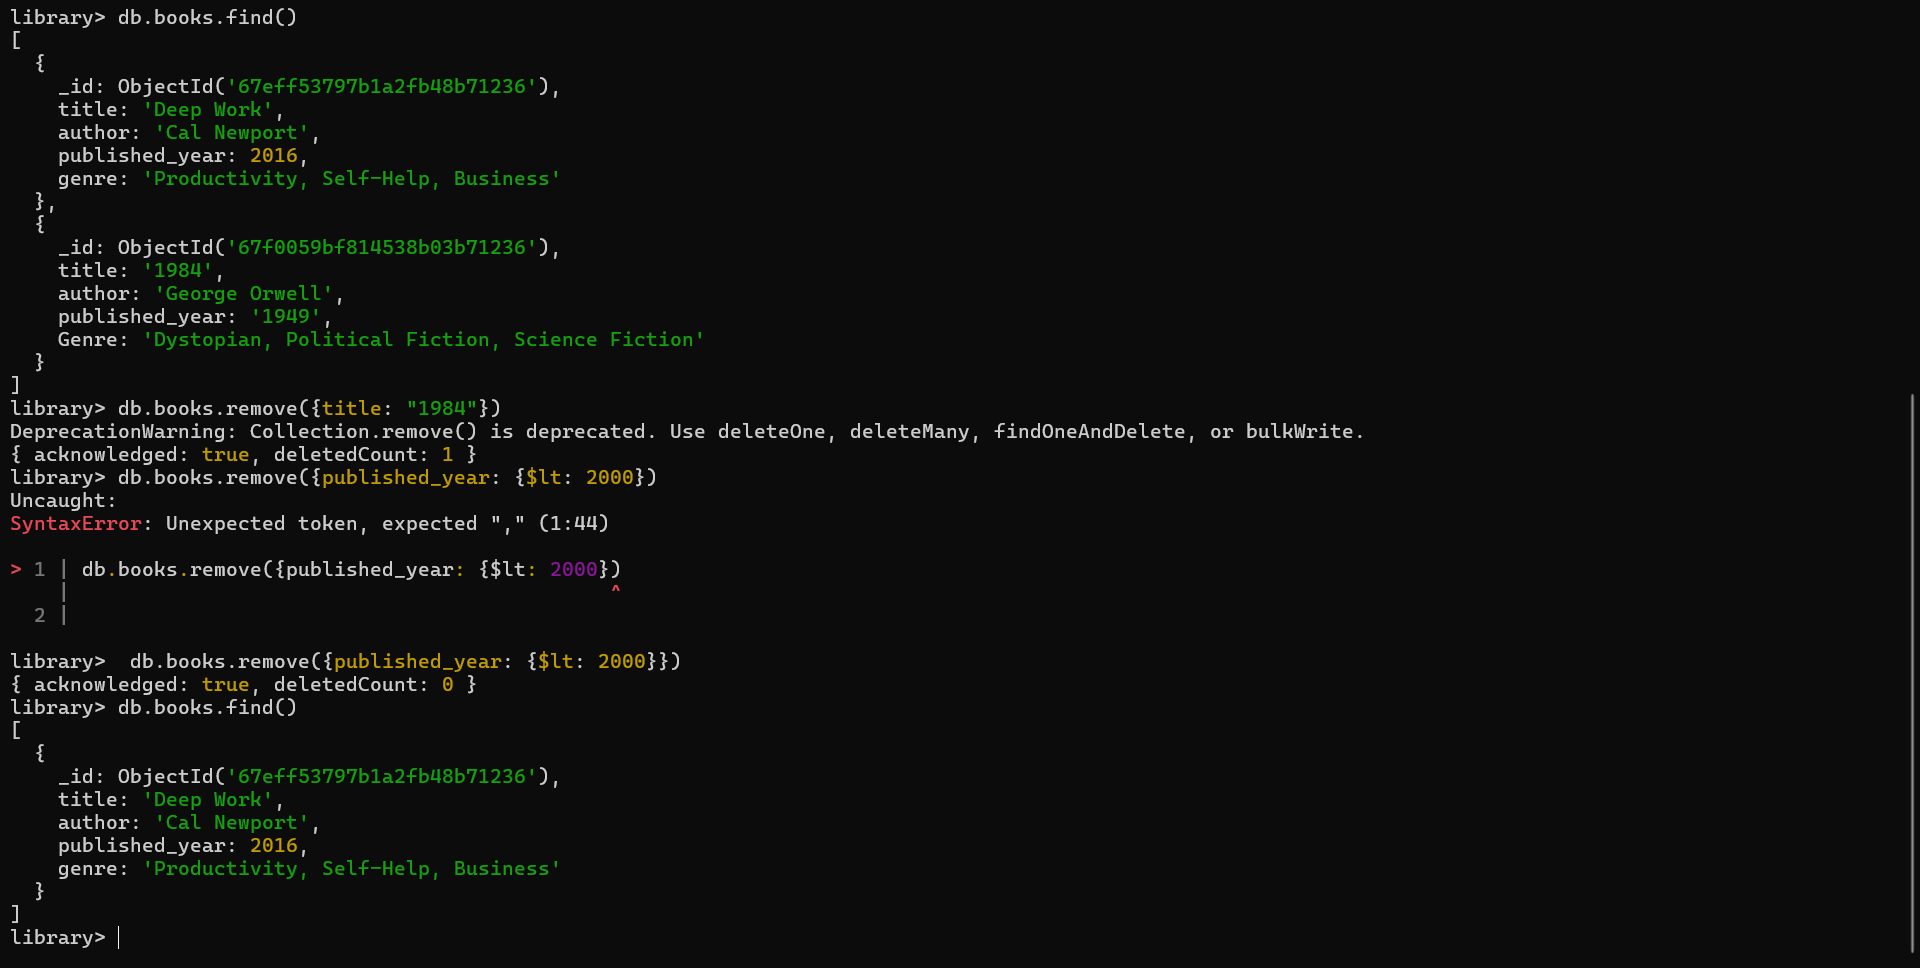 library> db.books.find()
[
  {
    _id: ObjectId('67eff53797b1a2fb48b71236'),
    title: 'Deep Work',
    author: 'Cal Newport',
    published_year: 2016,
    genre: 'Productivity, Self-Help, Business'
  },
  {
    _id: ObjectId('67f0059bf814538b03b71236'),
    title: '1984',
    author: 'George Orwell',
    published_year: '1949',
    Genre: 'Dystopian, Political Fiction, Science Fiction'
  }
]
library> db.books.remove({title: "1984"})
DeprecationWarning: Collection.remove() is deprecated. Use deleteOne, deleteMany, findOneAndDelete, or bulkWrite.
{ acknowledged: true, deletedCount: 1 }
library> db.books.remove({published_year: {$lt: 2000})
Uncaught:
SyntaxError: Unexpected token, expected "," (1:44)

> 1 | db.books.remove({published_year: {$lt: 2000})
    |                                             ^
  2 |

library>  db.books.remove({published_year: {$lt: 2000}})
{ acknowledged: true, deletedCount: 0 }
library> db.books.find()
[
  {
    _id: ObjectId('67eff53797b1a2fb48b71236'),
    title: 'Deep Work',
    author: 'Cal Newport',
    published_year: 2016,
    genre: 'Productivity, Self-Help, Business'
  }
]
library>